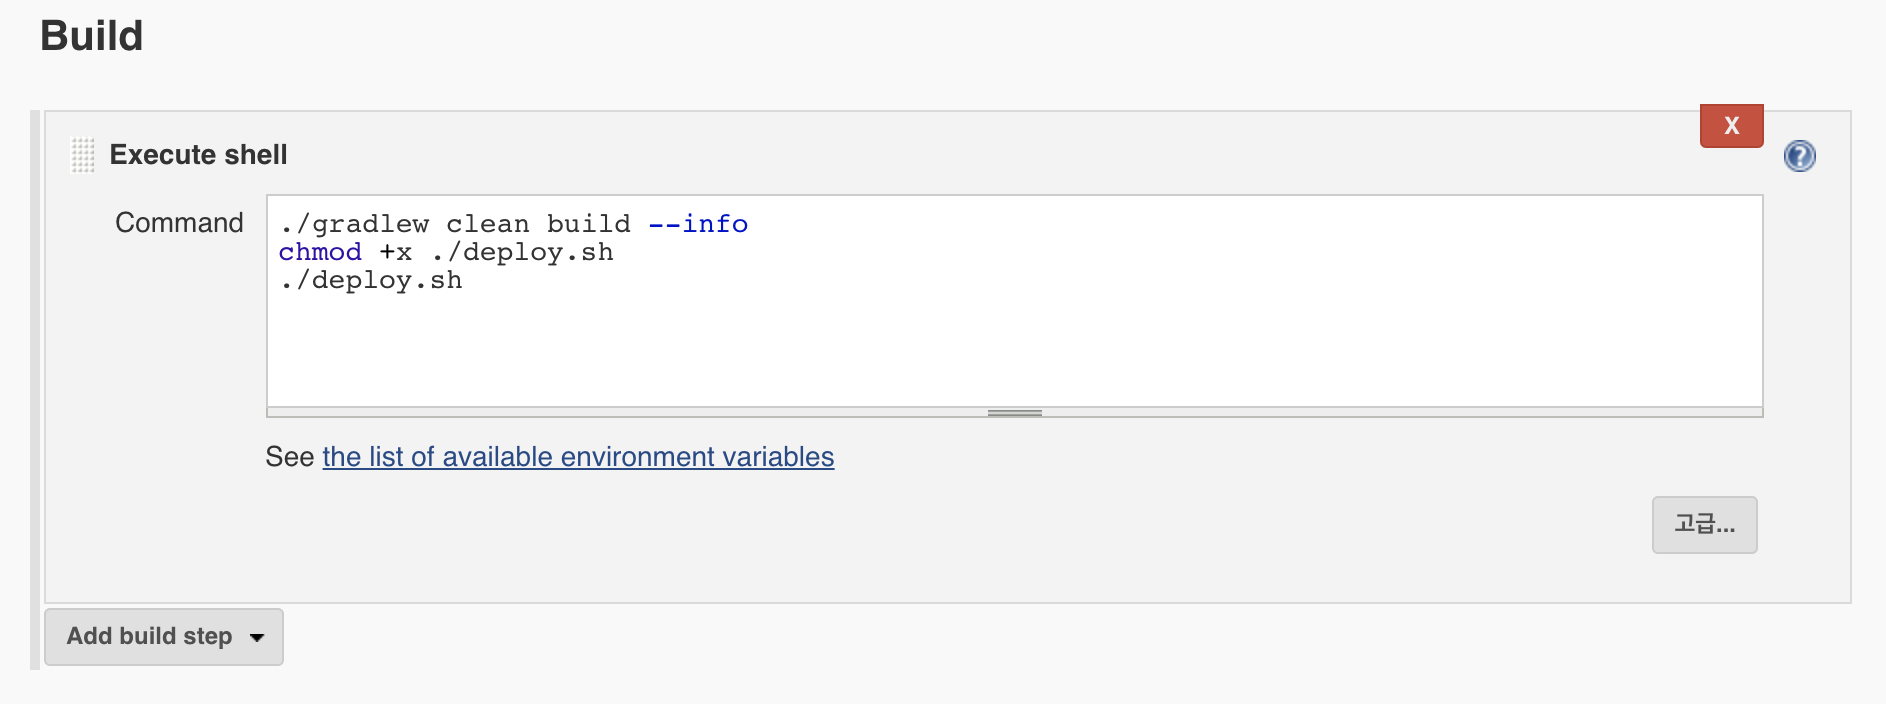 Build
X
Execute shell
?
Command
./gradlew clean build --info
chmod +x ./deploy.sh
./deploy.sh
See the list of available environment variables
고급...
Add build step